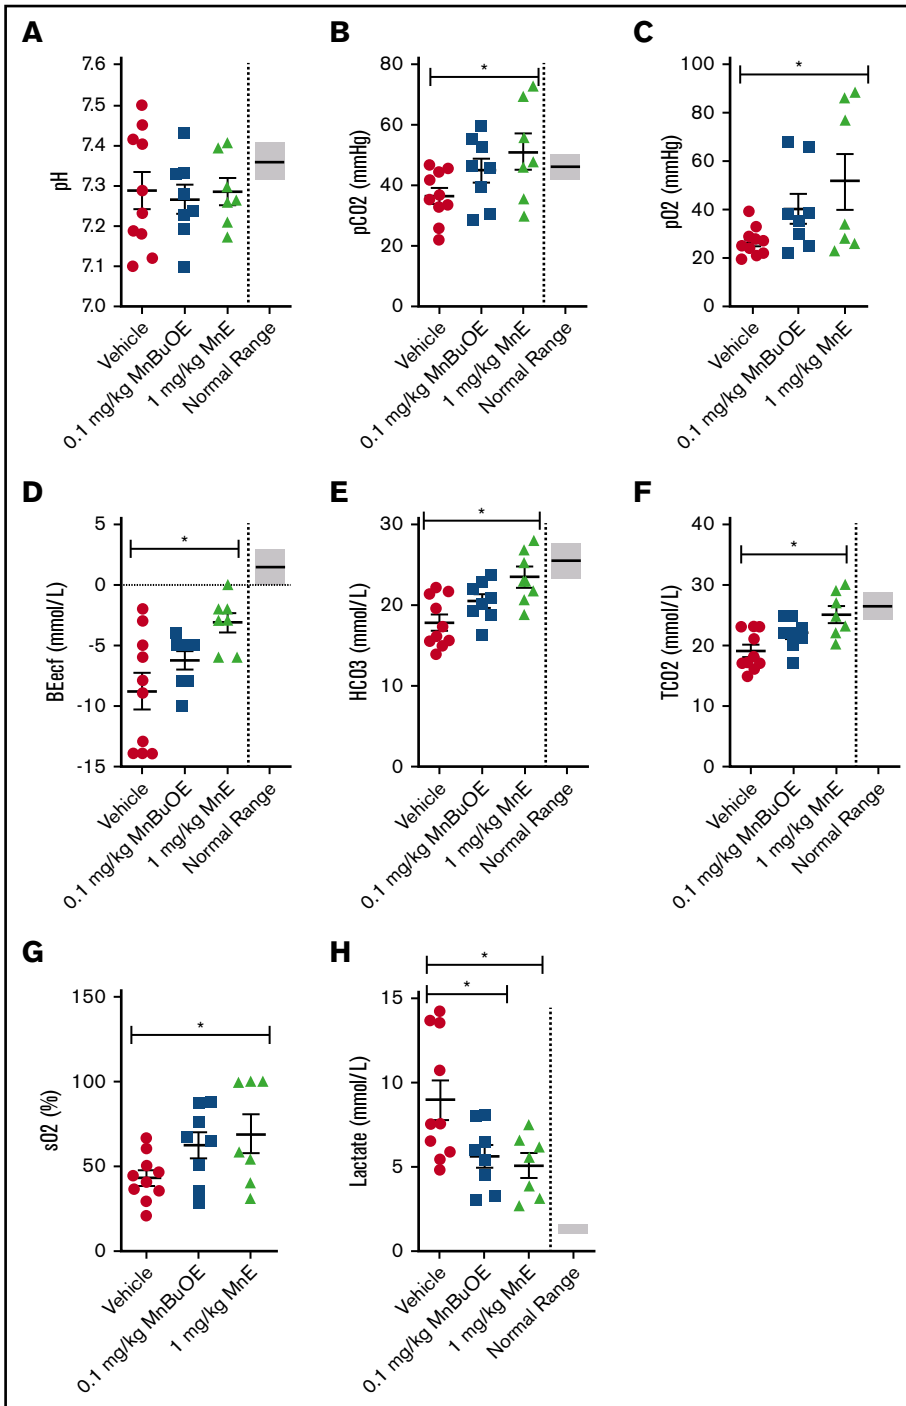 A
pH
7.6
7.5
7.4
7.3
7.2
7.1
7.0
Vehicle
0.1 mg/kg MnBuOE
1 mg/kg MnE
Normal Range
B
pCO2 (mmHg)
80
60
40
20
0
*
Vehicle
0.1 mg/kg MnBuOE
1 mg/kg MnE
Normal Range
C
pO2 (mmHg)
100
80
60
40
20
0
*
Vehicle
0.1 mg/kg MnBuOE
1 mg/kg MnE
D
BEecf (mmol/L)
5
0
-5
-10
-15
*
Vehicle
0.1 mg/kg MnBuOE
1 mg/kg MnE
Normal Range
E
HCO3 (mmol/L)
30
20
10
0
*
Vehicle
0.1 mg/kg MnBuOE
1 mg/kg MnE
Normal Range
F
TCO2 (mmol/L)
40
30
20
10
0
*
Vehicle
0.1 mg/kg MnBuOE
1 mg/kg MnE
Normal Range
G
sO2 (%)
150
100
50
0
*
Vehicle
0.1 mg/kg MnBuOE
1 mg/kg MnE
H
Lactate (mmol/L)
15
10
5
0
*
*
Vehicle
0.1 mg/kg MnBuOE
1 mg/kg MnE
Normal Range